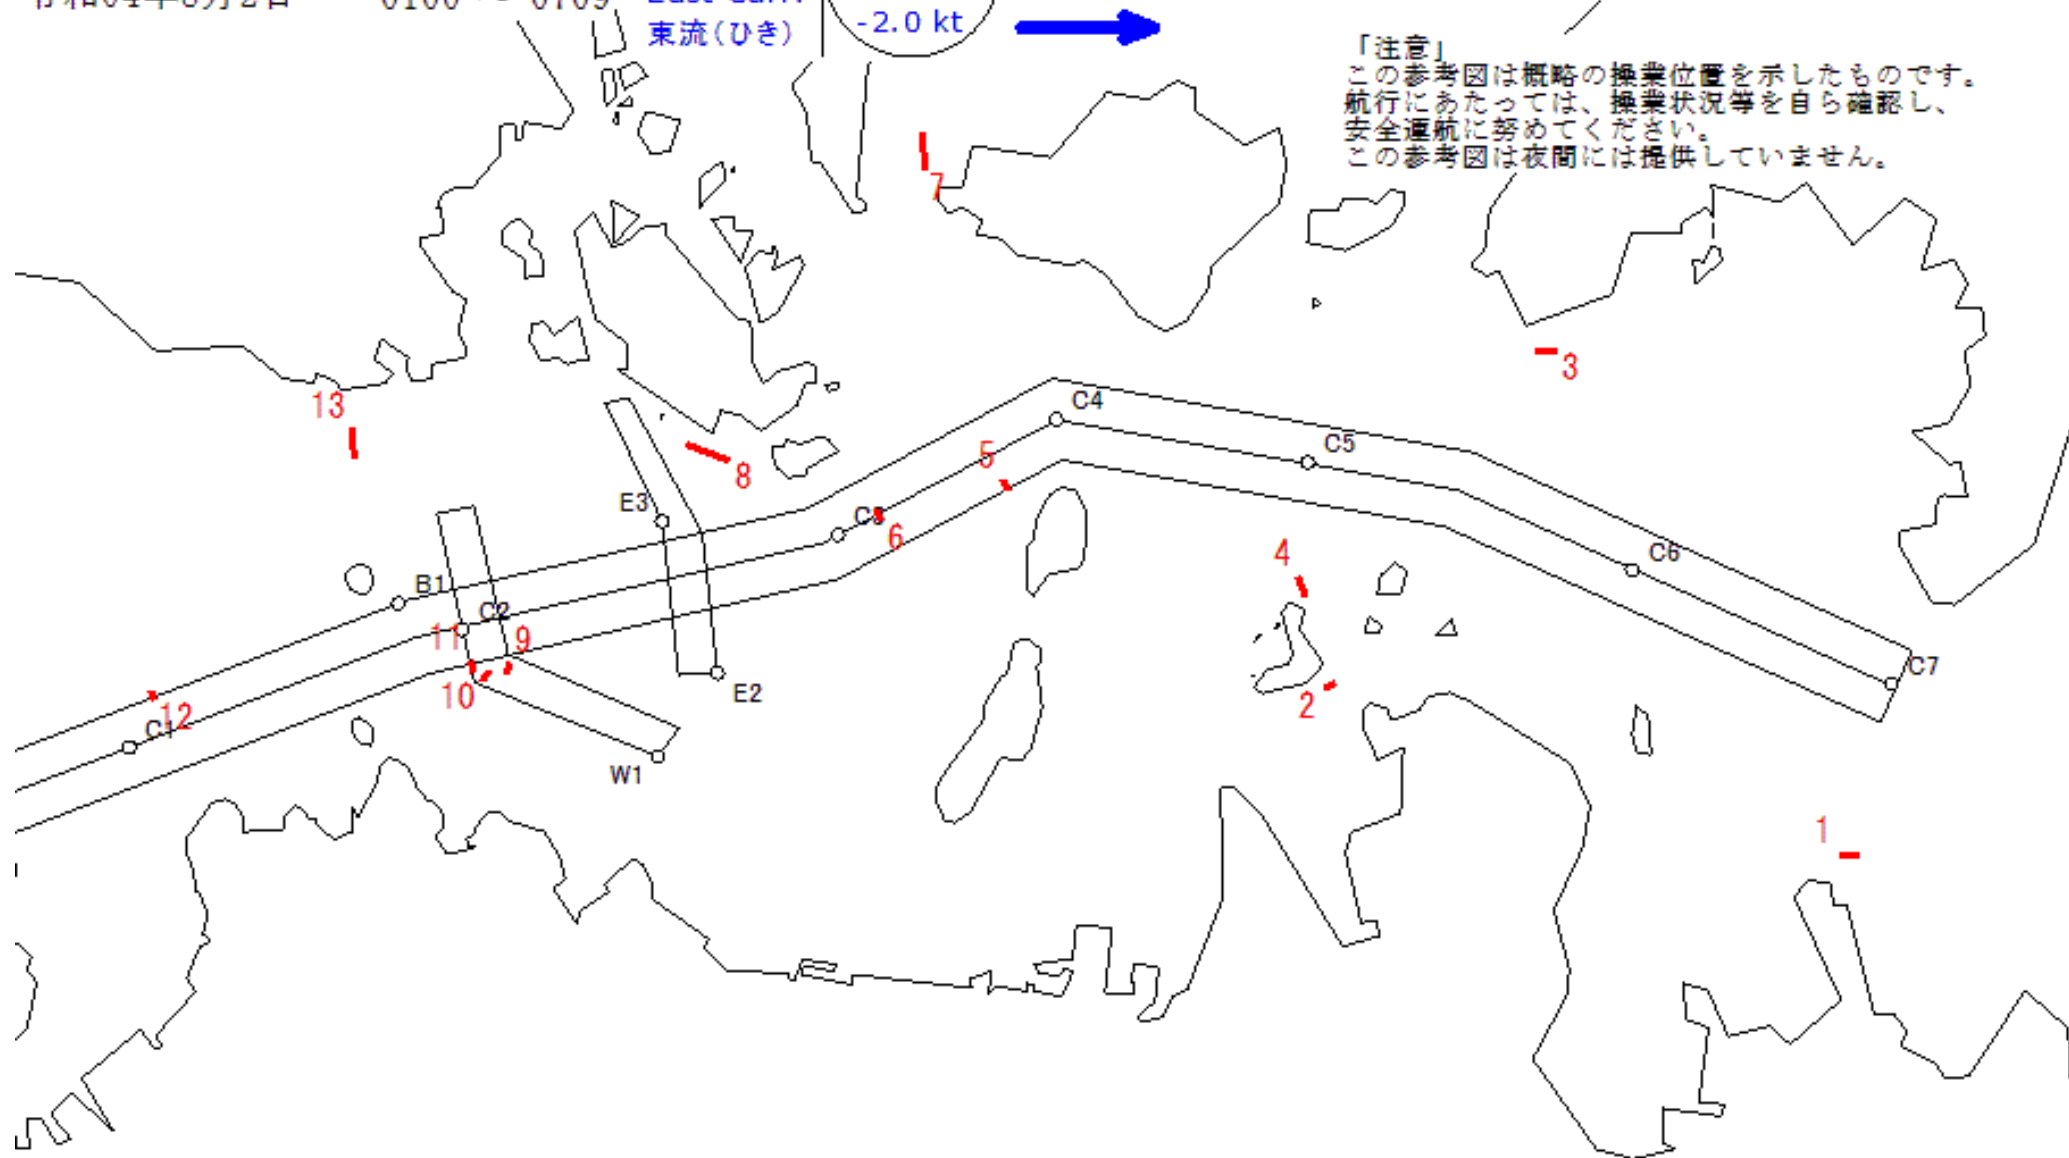 東流(ひき)
-2.0 kt
「注意」
この参考図は概略の操業位置を示したものです。
航行にあたっては、操業状況等を自ら確認し、
安全運航に努めてください。
この参考図は夜間には提供していません。
7
3
13
C4
5
C5
8
E3
C3
6
4
C6
B1
C2
11
9
C7
10
E2
2
12
C1
W1
1